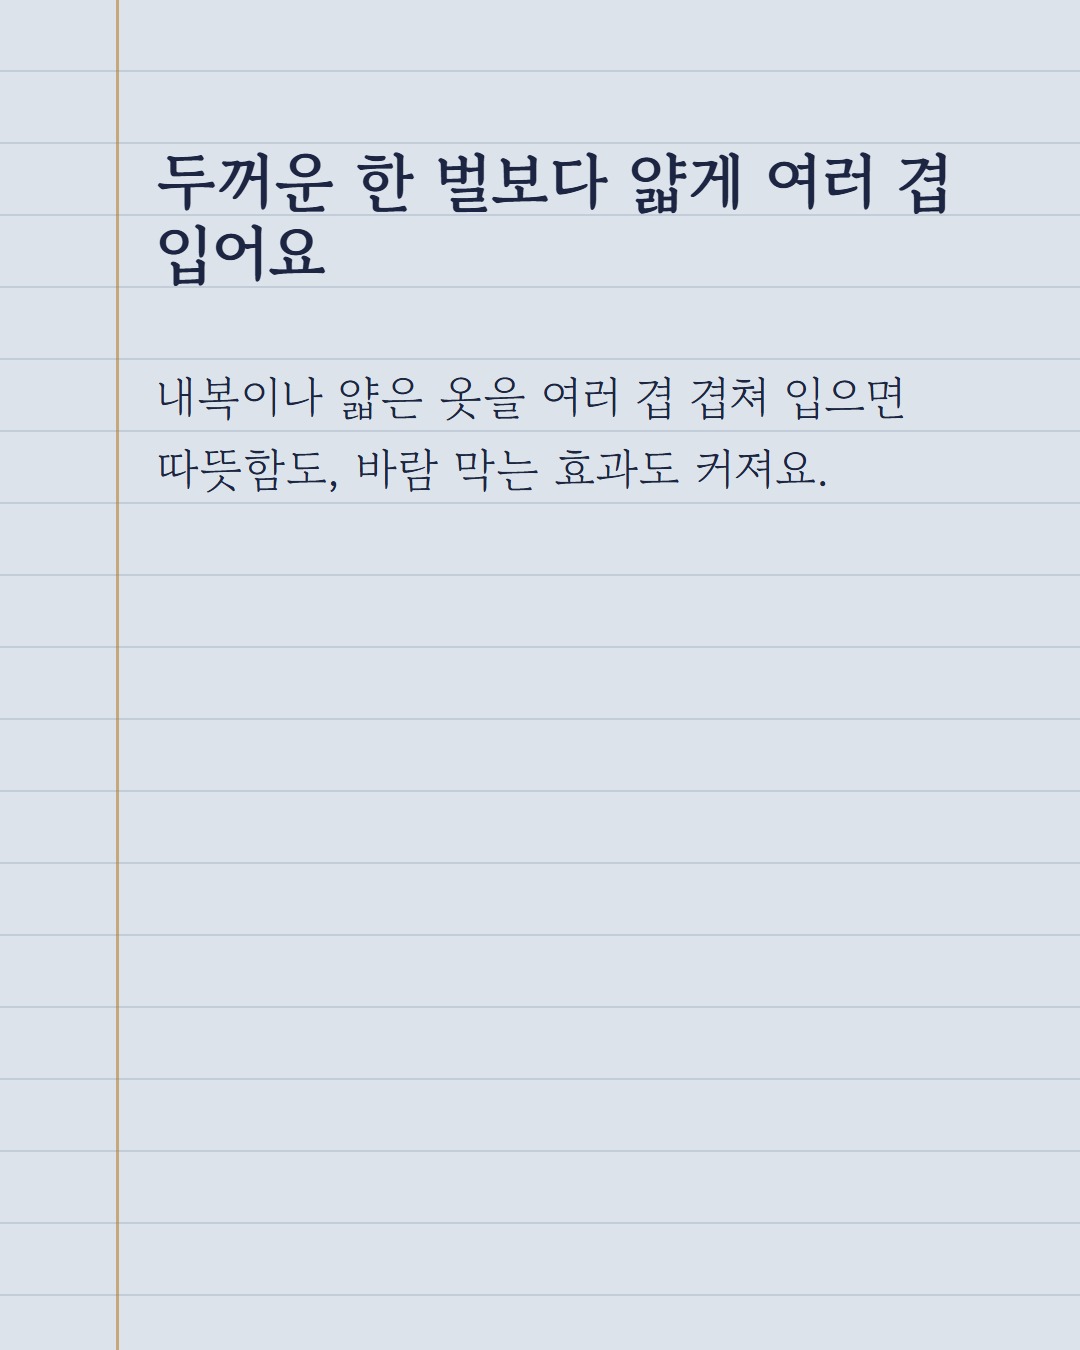 두꺼운 한 벌보다 얇게 여러 겹
입어요
내복이나 얇은 옷을 여러 겹 겹쳐 입으면
따뜻함도, 바람 막는 효과도 커져요.